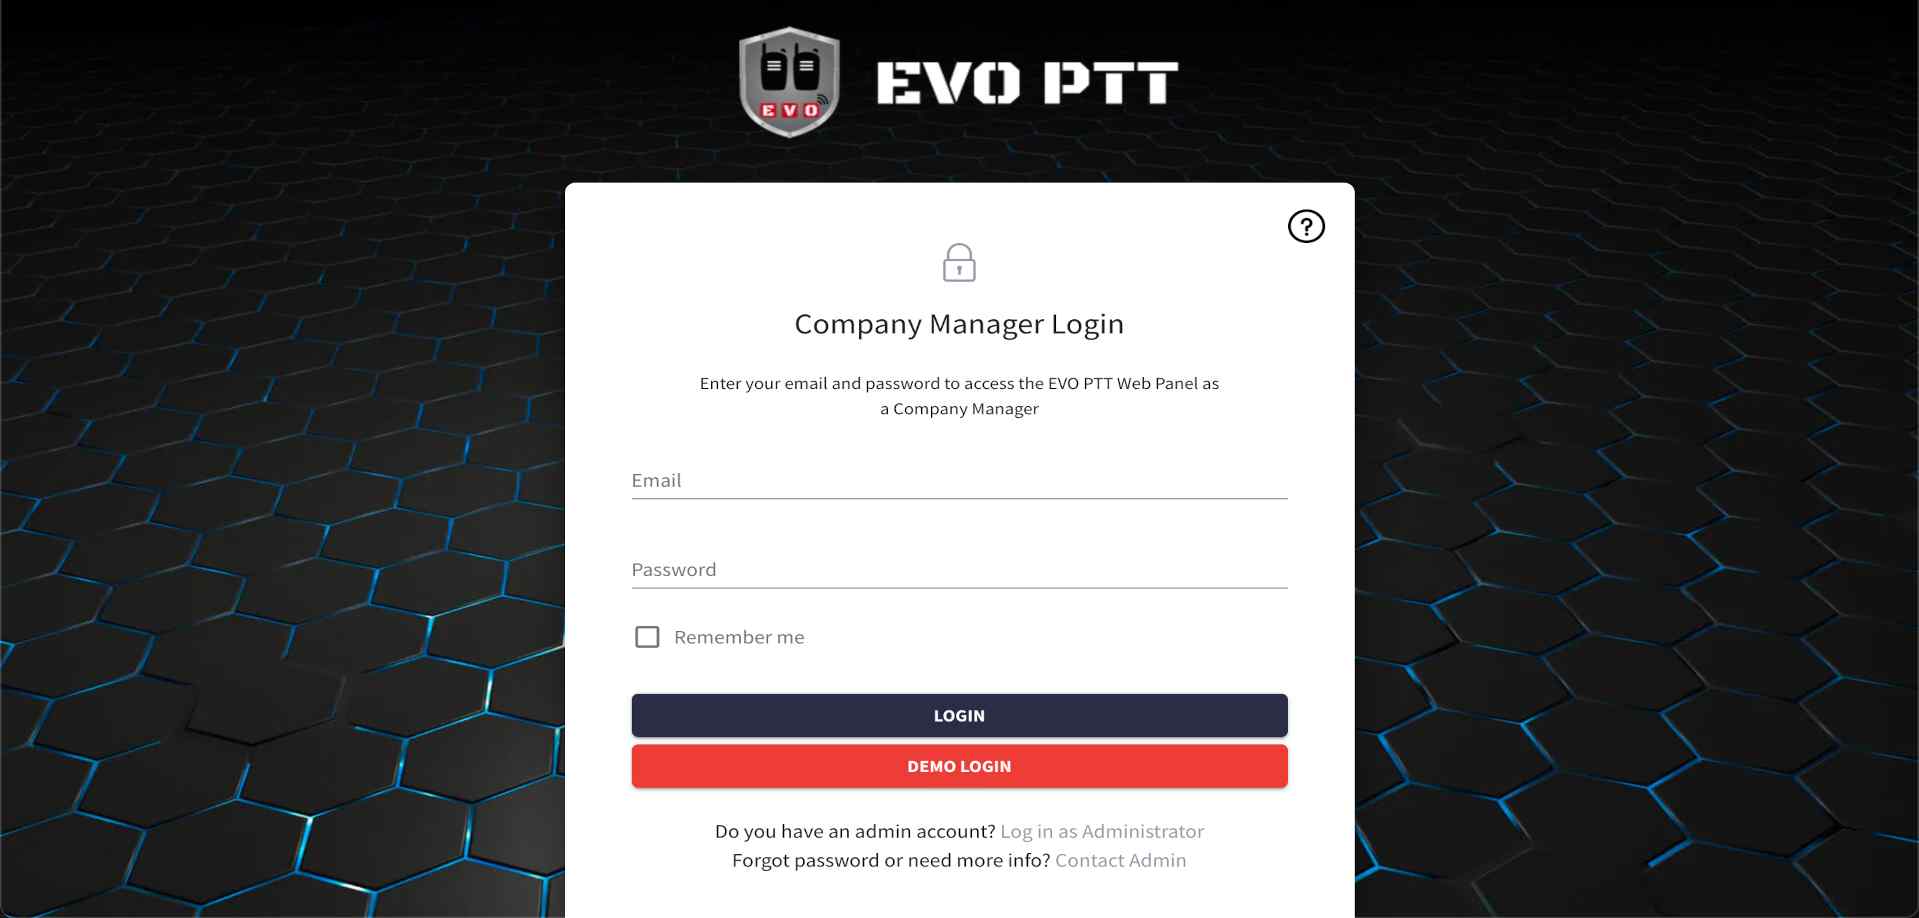 EVO
EVO PTT
?
Company Manager Login
Enter your email and password to access the EVO PTT Web Panel as
a Company Manager
Email
Password
Remember me
LOGIN
DEMO LOGIN
Do you have an admin account? Log in as Administrator
Forgot password or need more info? Contact Admin